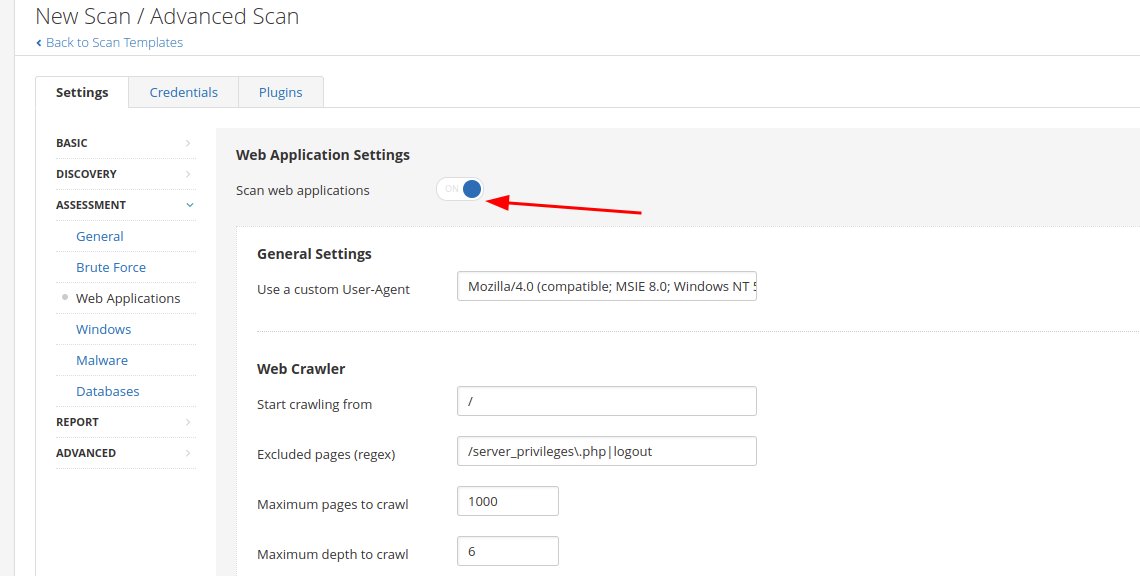 New Scan / Advanced Scan
Back to Scan Templates
Settings Credentials Plugins
BASIC
DISCOVERY
ASSESSMENT
General
Brute Force
Web Applications
Windows
Malware
Databases
REPORT
ADVANCED
Web Application Settings
Scan web applications ON
General Settings
Use a custom User-Agent Mozilla/4.0 (compatible; MSIE 8.0; Windows NT 5
Web Crawler
Start crawling from /
Excluded pages (regex) /server_privileges\.php|logout
Maximum pages to crawl 1000
Maximum depth to crawl 6